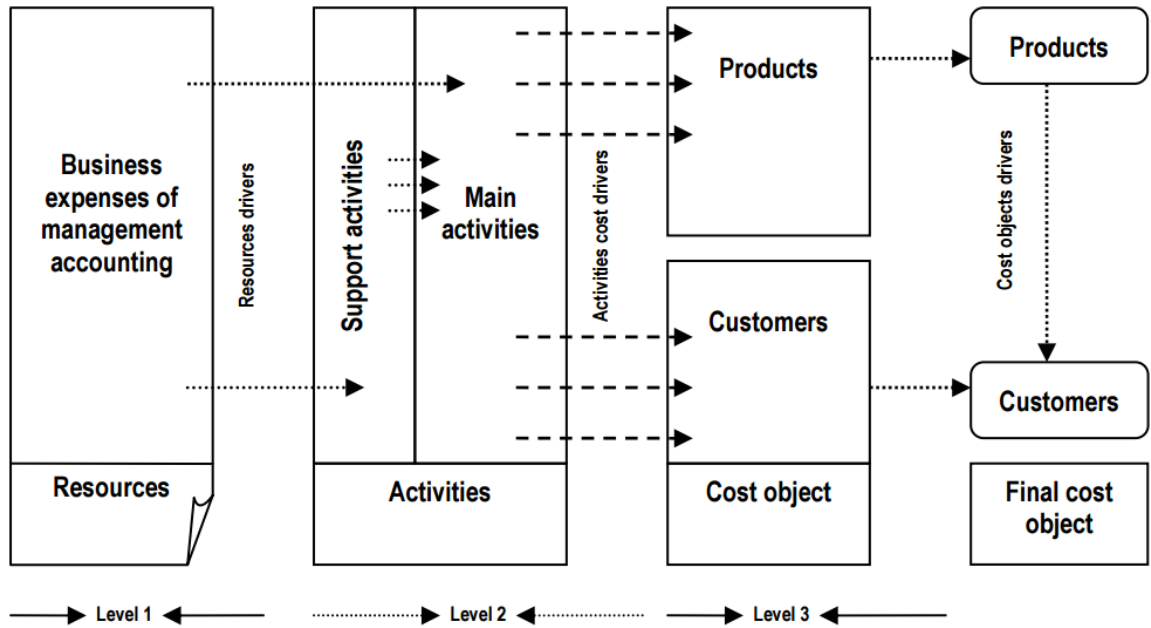 Business
expenses of
management
accounting
Resources
Resources drivers
Support activities
Main
activities
Activities
Activities cost drivers
Products
Customers
Cost object
Products
Cost objects drivers
Customers
Final cost
object
Level 1
Level 2
Level 3